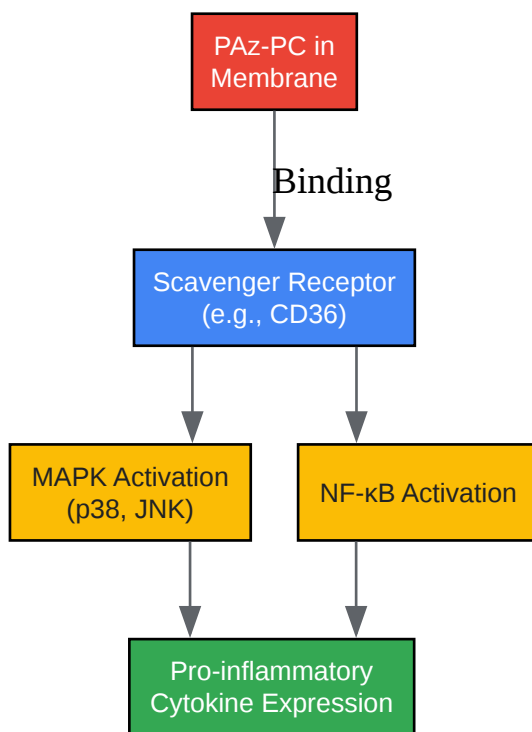 PAz-PC in
Membrane
Binding
Scavenger Receptor
(e.g., CD36)
MAPK Activation
(p38, JNK)
NF-κB Activation
Pro-inflammatory
Cytokine Expression